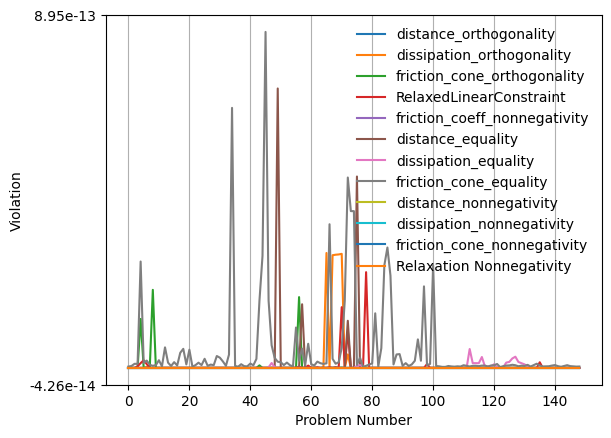 8.95e-13
distance_orthogonality
dissipation_orthogonality
friction_cone_orthogonality
RelaxedLinearConstraint
friction_coeff_nonnegativity
distance_equality
dissipation_equality
friction_cone_equality
distance_nonnegativity
dissipation_nonnegativity
friction_cone_nonnegativity
Relaxation Nonnegativity
Violation
-4.26e-14
0 20 40 60 80 100 120 140
Problem Number